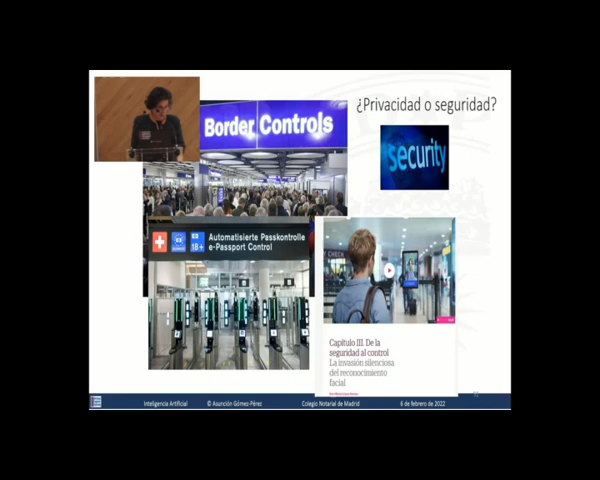 ¿Privacidad o seguridad?
Border Controls
security
Automatisierte Passkontrolle
e-Passport Control
18+
CHECK
Capítulo III. De la
seguridad al control
La invasión silenciosa
del reconocimiento
facial
Inteligencia Artificial
© Asunción Gómez-Pérez
Colegio Notarial de Madrid
6 de febrero de 2022